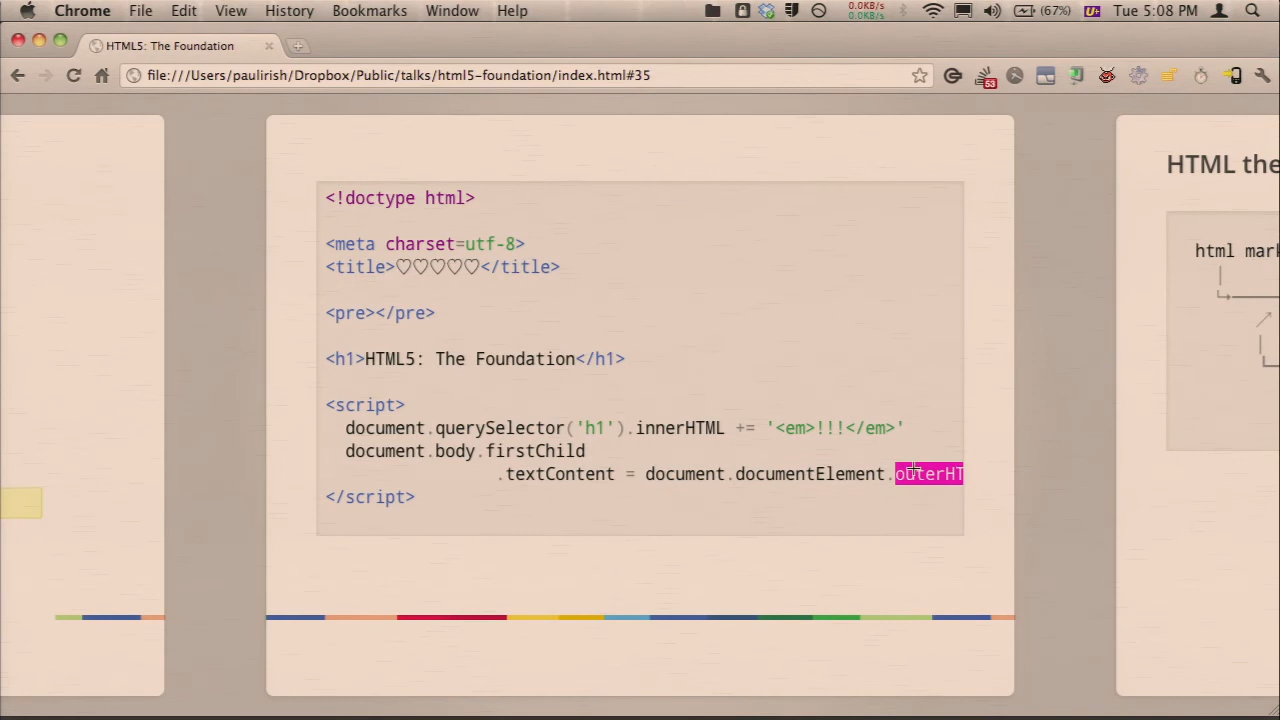 Chrome File Edit View History Bookmarks Window Help 0.0KB/s 0.0KB/s (67%) Tue 5:08 PM
HTML5: The Foundation
file:///Users/paulirish/Dropbox/Public/talks/html5-foundation/index.html#35
53
<!doctype html>
<meta charset=utf-8>
<title>♡♡♡♡♡</title>
<pre></pre>
<h1>HTML5: The Foundation</h1>
<script>
document.querySelector('h1').innerHTML += '<em>!!!</em>'
document.body.firstChild
.textContent = document.documentElement.outerHT
</script>
HTML the
html mark